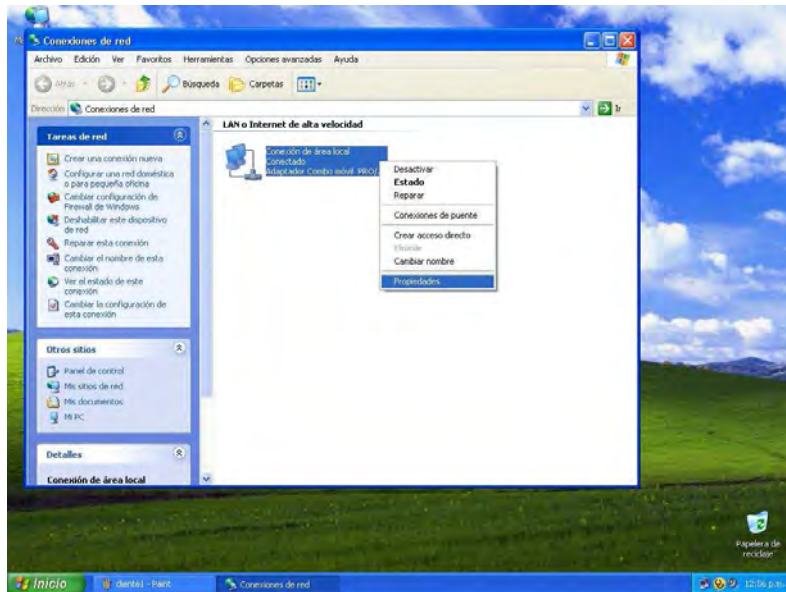 Conexiones de red
Archivo Edición Ver Favoritos Herramientas Opciones avanzadas Ayuda
Atrás Búsqueda Carpetas
Dirección Conexiones de red Ir
Tareas de red
Crear una conexión nueva
Configurar una red doméstica
o para pequeña oficina
Cambiar configuración de
Firewall de Windows
Deshabilitar este dispositivo
de red
Reparar esta conexión
Cambiar el nombre de esta
conexión
Ver el estado de esta
conexión
Cambiar la configuración de
esta conexión
Otros sitios
Panel de control
Mis sitios de red
Mis documentos
Mi PC
Detalles
Conexión de área local
LAN o Internet de alta velocidad
Conexión de área local
Conectado
Adaptador Combo móvil PRO/
Desactivar
Estado
Reparar
Conexiones de puente
Crear acceso directo
Eliminar
Cambiar nombre
Propiedades
Papelera de
reciclaje
Inicio
- Paint
Conexiones de red
12:56 p.m.